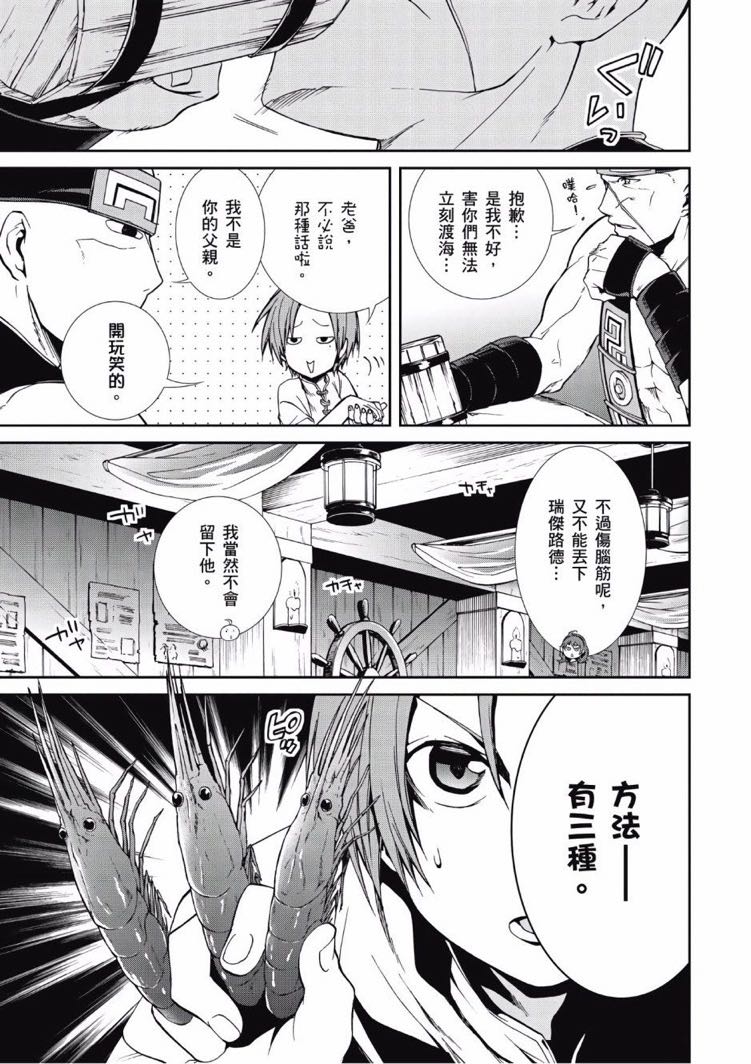 ぐいっ
噗哈！
抱歉…
是我不好，
害你們無法
立刻渡海…
老爸，
不必說
那種話啦。
我不是
你的父親。
開玩笑的。
ガチャ
不過傷腦筋呢，
又不能丟下
瑞傑路德…
ガヤ
ガチャ
我當然不會
留下他。
ガヤ
方法──
有三種。
ピロ